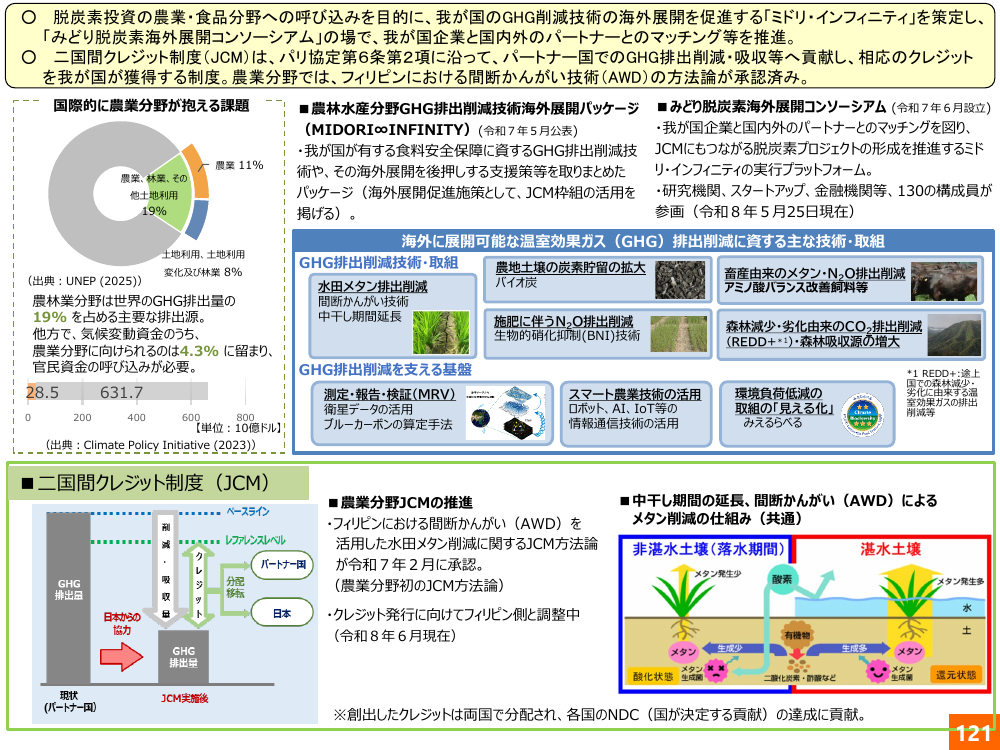 ○　脱炭素投資の農業・食品分野への呼び込みを目的に、我が国のGHG削減技術の海外展開を促進する「ミドリ・インフィニティ」を策定し、
「みどり脱炭素海外展開コンソーシアム」の場で、我が国企業と国内外のパートナーとのマッチング等を推進。
○　二国間クレジット制度（JCM）は、パリ協定第６条第２項に沿って、パートナー国でのGHG排出削減・吸収等へ貢献し、相応のクレジット
を我が国が獲得する制度。農業分野では、フィリピンにおける間断かんがい技術（AWD）の方法論が承認済み。
国際的に農業分野が抱える課題
農業 11%
農業、林業、その
他土地利用
19%
土地利用、土地利用
変化及び林業 8%
（出典：UNEP (2025)）
農林業分野は世界のGHG排出量の
19% を占める主要な排出源。
他方で、気候変動資金のうち、
農業分野に向けられるのは4.3% に留まり、
官民資金の呼び込みが必要。
28.5 631.7
0 200 400 600 800
【単位：10億ドル】
（出典：Climate Policy Initiative (2023)）
■農林水産分野GHG排出削減技術海外展開パッケージ
（MIDORI∞INFINITY）（令和７年５月公表）
・我が国が有する食料安全保障に資するGHG排出削減技
術や、その海外展開を後押しする支援策等を取りまとめた
パッケージ（海外展開促進施策として、JCM枠組の活用を
掲げる）。
■みどり脱炭素海外展開コンソーシアム（令和７年６月設立）
・我が国企業と国内外のパートナーとのマッチングを図り、
JCMにもつながる脱炭素プロジェクトの形成を推進するミド
リ・インフィニティの実行プラットフォーム。
・研究機関、スタートアップ、金融機関等、130の構成員が
参画（令和８年５月25日現在）
海外に展開可能な温室効果ガス（GHG）排出削減に資する主な技術・取組
GHG排出削減技術・取組
水田メタン排出削減
間断かんがい技術
中干し期間延長
農地土壌の炭素貯留の拡大
バイオ炭
施肥に伴うN₂O排出削減
生物的硝化抑制(BNI)技術
畜産由来のメタン・N₂O排出削減
アミノ酸バランス改善飼料等
森林減少・劣化由来のCO₂排出削減
（REDD+*1）・森林吸収源の増大
GHG排出削減を支える基盤
測定・報告・検証（MRV）
衛星データの活用
ブルーカーボンの算定手法
スマート農業技術の活用
ロボット、AI、IoT等の
情報通信技術の活用
環境負荷低減の
取組の「見える化」
みえるらべる
*1 REDD+:途上
国での森林減少・
劣化に由来する温
室効果ガスの排出
削減等
■二国間クレジット制度（JCM）
ベースライン
レファレンスレベル
削減・吸収量
クレジット
GHG
排出量
分配
移転
パートナー国
日本
日本からの
協力
GHG
排出量
現状
（パートナー国）
JCM実施後
■農業分野JCMの推進
・フィリピンにおける間断かんがい（AWD）を
活用した水田メタン削減に関するJCM方法論
が令和７年２月に承認。
（農業分野初のJCM方法論）
・クレジット発行に向けてフィリピン側と調整中
（令和８年６月現在）
■中干し期間の延長、間断かんがい（AWD）による
メタン削減の仕組み（共通）
非湛水土壌（落水期間）
湛水土壌
メタン発生少
酸素
メタン発生多
水
土
有機物
メタン
生成少
生成多
メタン
メタン
生成菌
二酸化炭素・酢酸など
メタン
生成菌
酸化状態
還元状態
※創出したクレジットは両国で分配され、各国のNDC（国が決定する貢献）の達成に貢献。
121